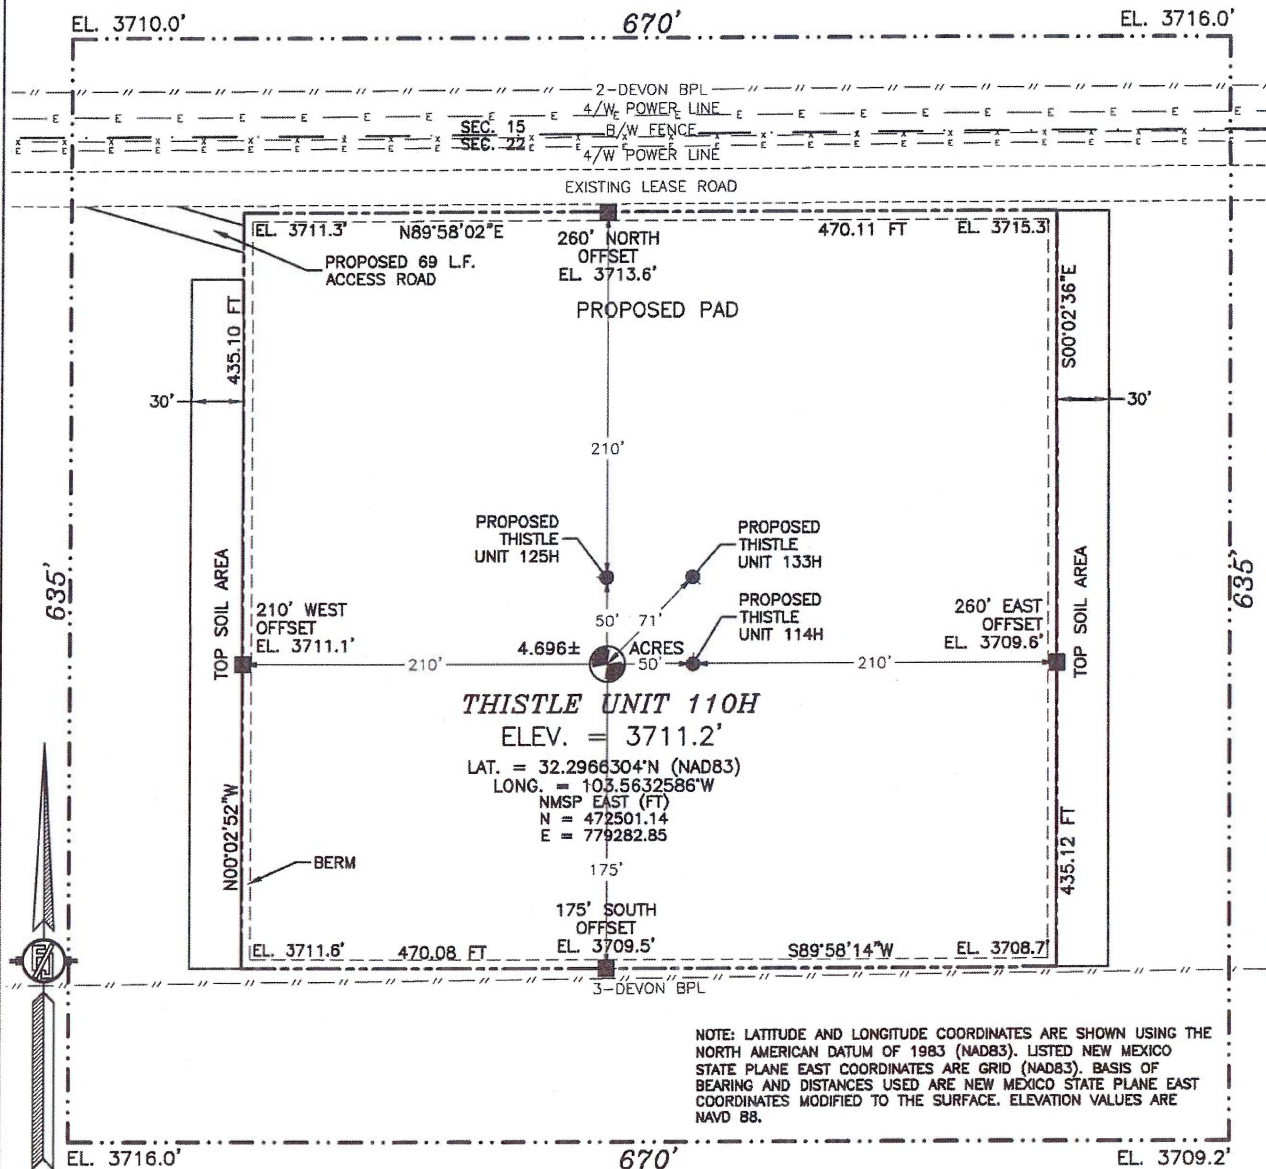 EL. 3710.0'
670'
EL. 3716.0'
2-DEVON BPL
4/W POWER LINE
SEC. 15
B/W FENCE
SEC. 22
4/W POWER LINE
EXISTING LEASE ROAD
EL. 3711.3'
N89°58'02"E
260' NORTH
OFFSET
EL. 3713.6'
470.11 FT
EL. 3715.3'
PROPOSED 69 L.F.
ACCESS ROAD
PROPOSED PAD
435.10 FT
S00°02'36"E
30'
30'
210'
PROPOSED
THISTLE
UNIT 125H
PROPOSED
THISTLE
UNIT 133H
635'
TOP SOIL AREA
210' WEST
OFFSET
EL. 3711.1'
50'
71'
PROPOSED
THISTLE
UNIT 114H
260' EAST
OFFSET
EL. 3709.6'
TOP SOIL AREA
635'
4.696± ACRES
210'
50'
210'
THISTLE UNIT 110H
ELEV. = 3711.2'
LAT. = 32.2966304°N (NAD83)
LONG. = 103.5632586°W
NMSP EAST (FT)
N = 472501.14
E = 779282.85
N00°02'52"W
BERM
175'
435.12 FT
175' SOUTH
OFFSET
EL. 3709.5'
EL. 3711.6'
470.08 FT
S89°58'14"W
EL. 3708.7'
3-DEVON BPL
NOTE: LATITUDE AND LONGITUDE COORDINATES ARE SHOWN USING THE
NORTH AMERICAN DATUM OF 1983 (NAD83). LISTED NEW MEXICO
STATE PLANE EAST COORDINATES ARE GRID (NAD83). BASIS OF
BEARING AND DISTANCES USED ARE NEW MEXICO STATE PLANE EAST
COORDINATES MODIFIED TO THE SURFACE. ELEVATION VALUES ARE
NAVD 88.
EL. 3716.0'
670'
EL. 3709.2'